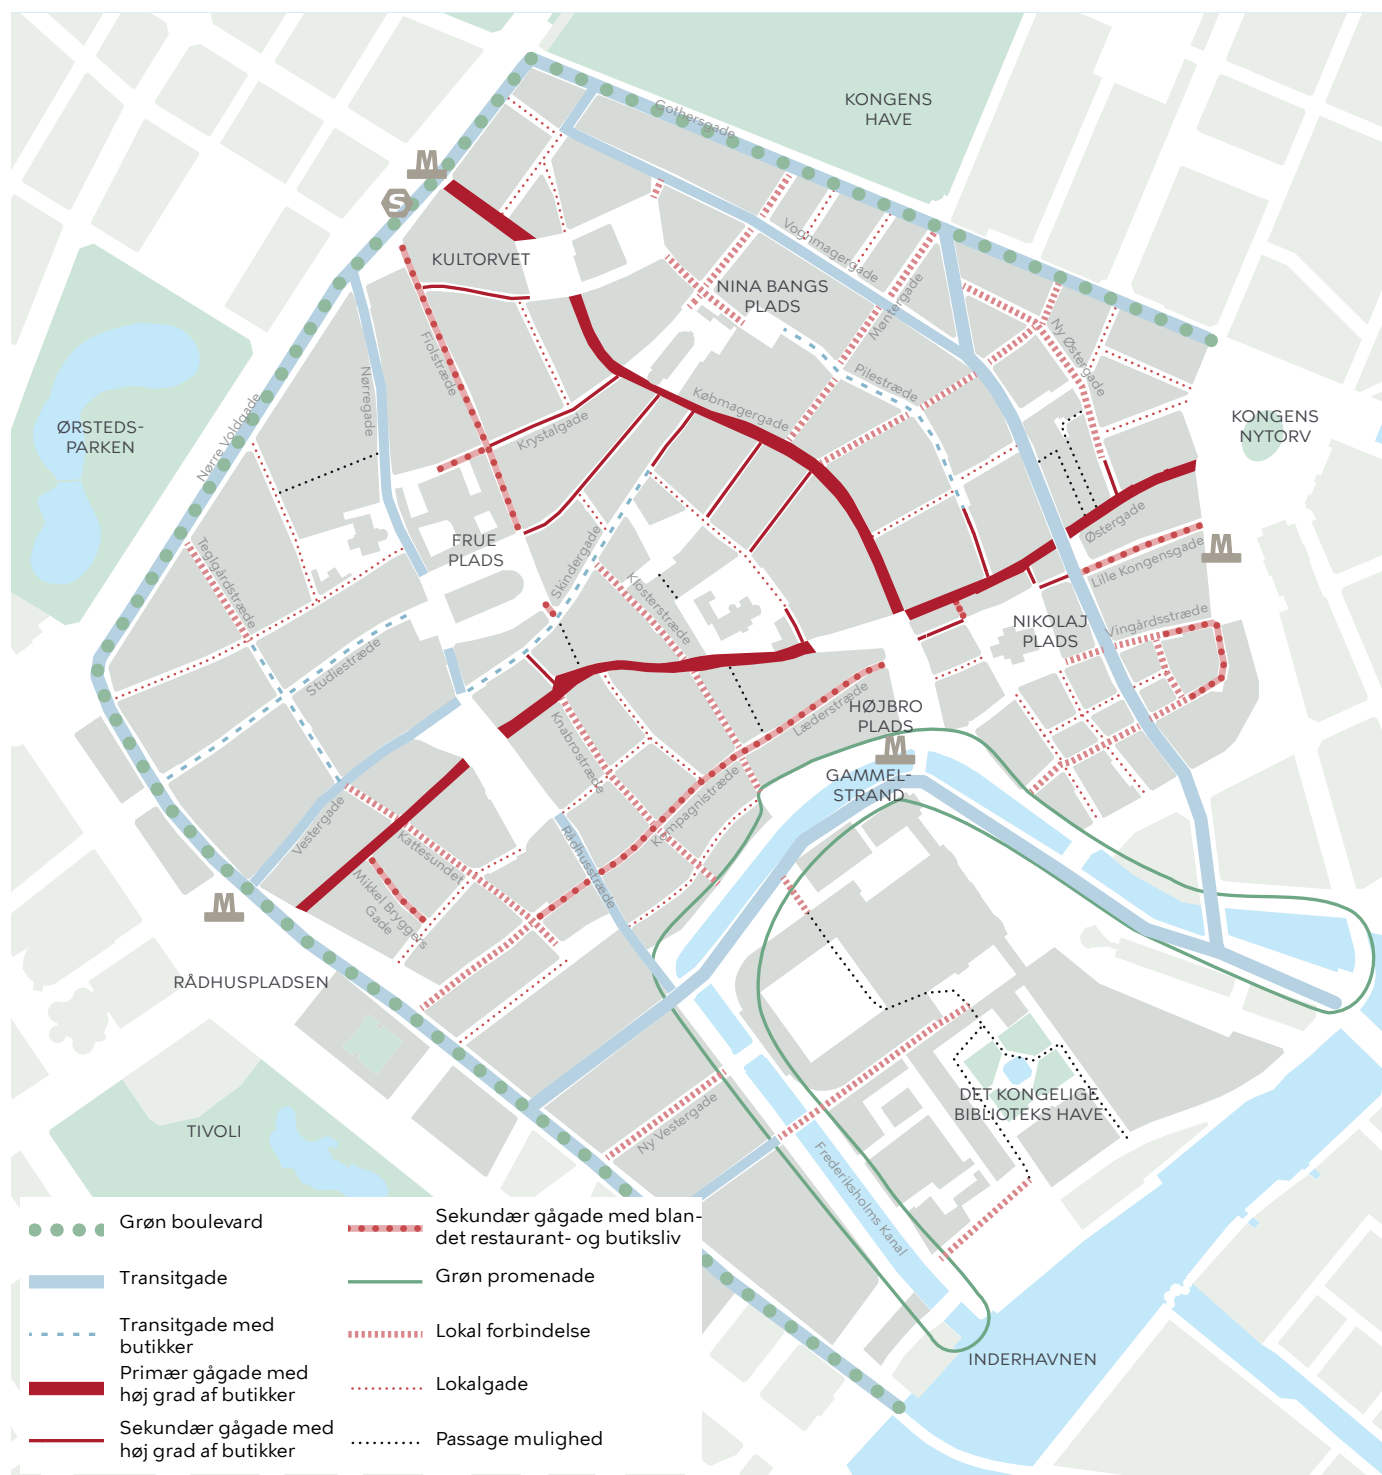 KONGENS
HAVE
Gothersgade
M
S
KULTORVET
Vognmagergade
NINA BANGS
PLADS
Møntergade
Ny Østergade
Fiolstræde
Nørregade
Pilestræde
Købmagergade
Krystalgade
Nørre Voldgade
ØRSTEDS-
PARKEN
KONGENS
NYTORV
Østergade
M
Lille Kongensgade
FRUE
PLADS
Skindergade
Klosterstræde
Teglgårdstræde
NIKOLAJ
PLADS
Vingårdsstræde
Studiestræde
Læderstræde
HØJBRO
PLADS
M
GAMMEL-
STRAND
Knabrostræde
Kompagnistræde
Vestergade
Kattesundet
Rådhusstræde
Mikkel Bryggers
Gade
M
RÅDHUSPLADSEN
DET KONGELIGE
BIBLIOTEKS HAVE
Ny Vestergade
TIVOLI
Frederiksholms Kanal
INDERHAVNEN
Grøn boulevard
Transitgade
Transitgade med
butikker
Primær gågade med
høj grad af butikker
Sekundær gågade med
høj grad af butikker
Sekundær gågade med blan-
det restaurant- og butiksliv
Grøn promenade
Lokal forbindelse
Lokalgade
Passage mulighed